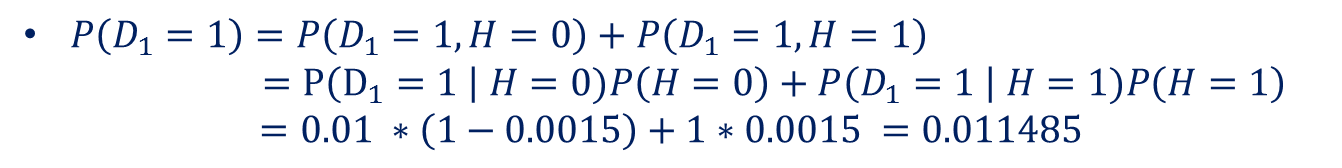 • P(D₁ = 1) = P(D₁ = 1, H = 0) + P(D₁ = 1, H = 1)
= P(D₁ = 1 | H = 0)P(H = 0) + P(D₁ = 1 | H = 1)P(H = 1)
= 0.01 ∗ (1 − 0.0015) + 1 ∗ 0.0015 = 0.011485